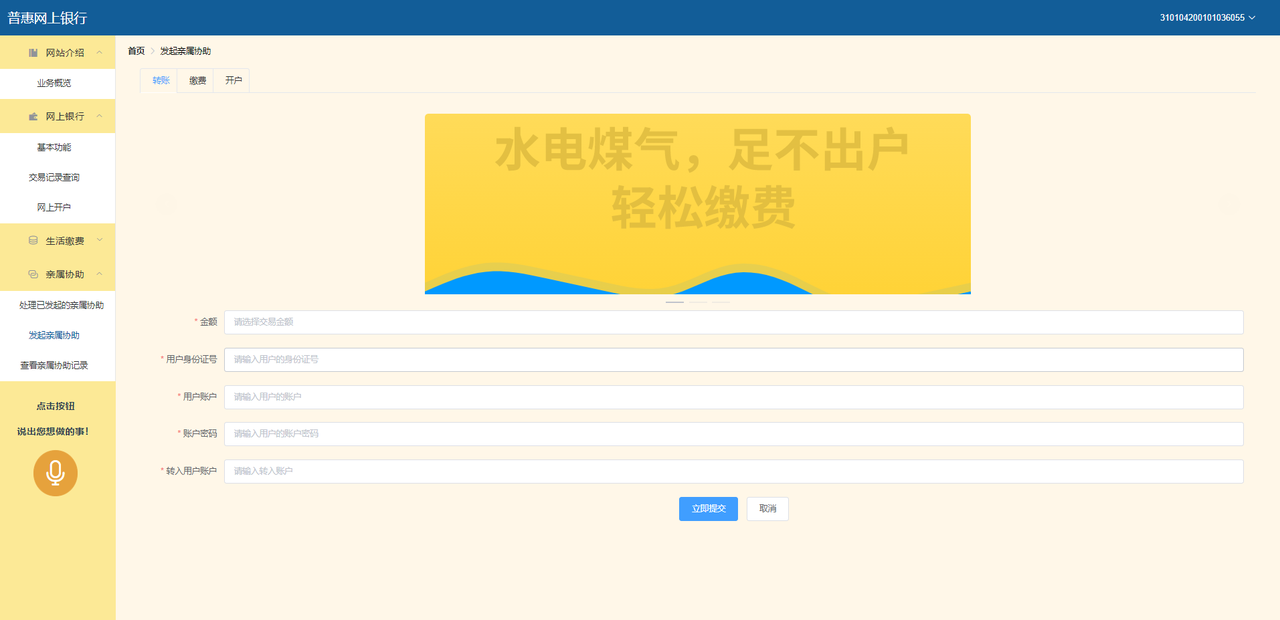 普惠网上银行
310104200101036055
网站介绍
业务概览
网上银行
基本功能
交易记录查询
网上开户
生活缴费
亲属协助
处理已发起的亲属协助
发起亲属协助
查看亲属协助记录
点击按钮
说出您想做的事!
首页 > 发起亲属协助
转账 缴费 开户
水电煤气，足不出户
轻松缴费
* 金额 请选择交易金额
* 用户身份证号 请输入用户的身份证号
* 用户账户 请输入用户的账户
* 账户密码 请输入用户的账户密码
* 转入用户账户 请输入转入账户
立即提交 取消